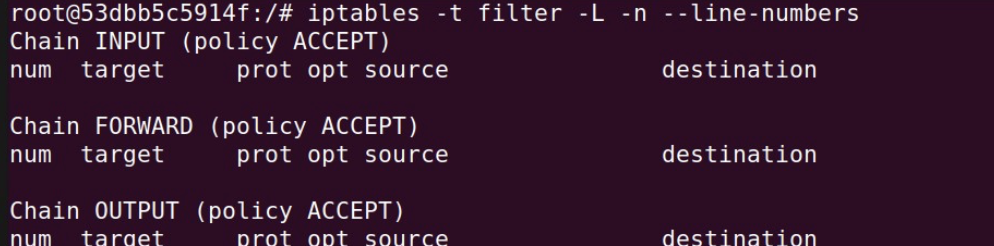 root@53dbb5c5914f:/# iptables -t filter -L -n --line-numbers
Chain INPUT (policy ACCEPT)
num  target     prot opt source               destination

Chain FORWARD (policy ACCEPT)
num  target     prot opt source               destination

Chain OUTPUT (policy ACCEPT)
num  target     prot opt source               destination